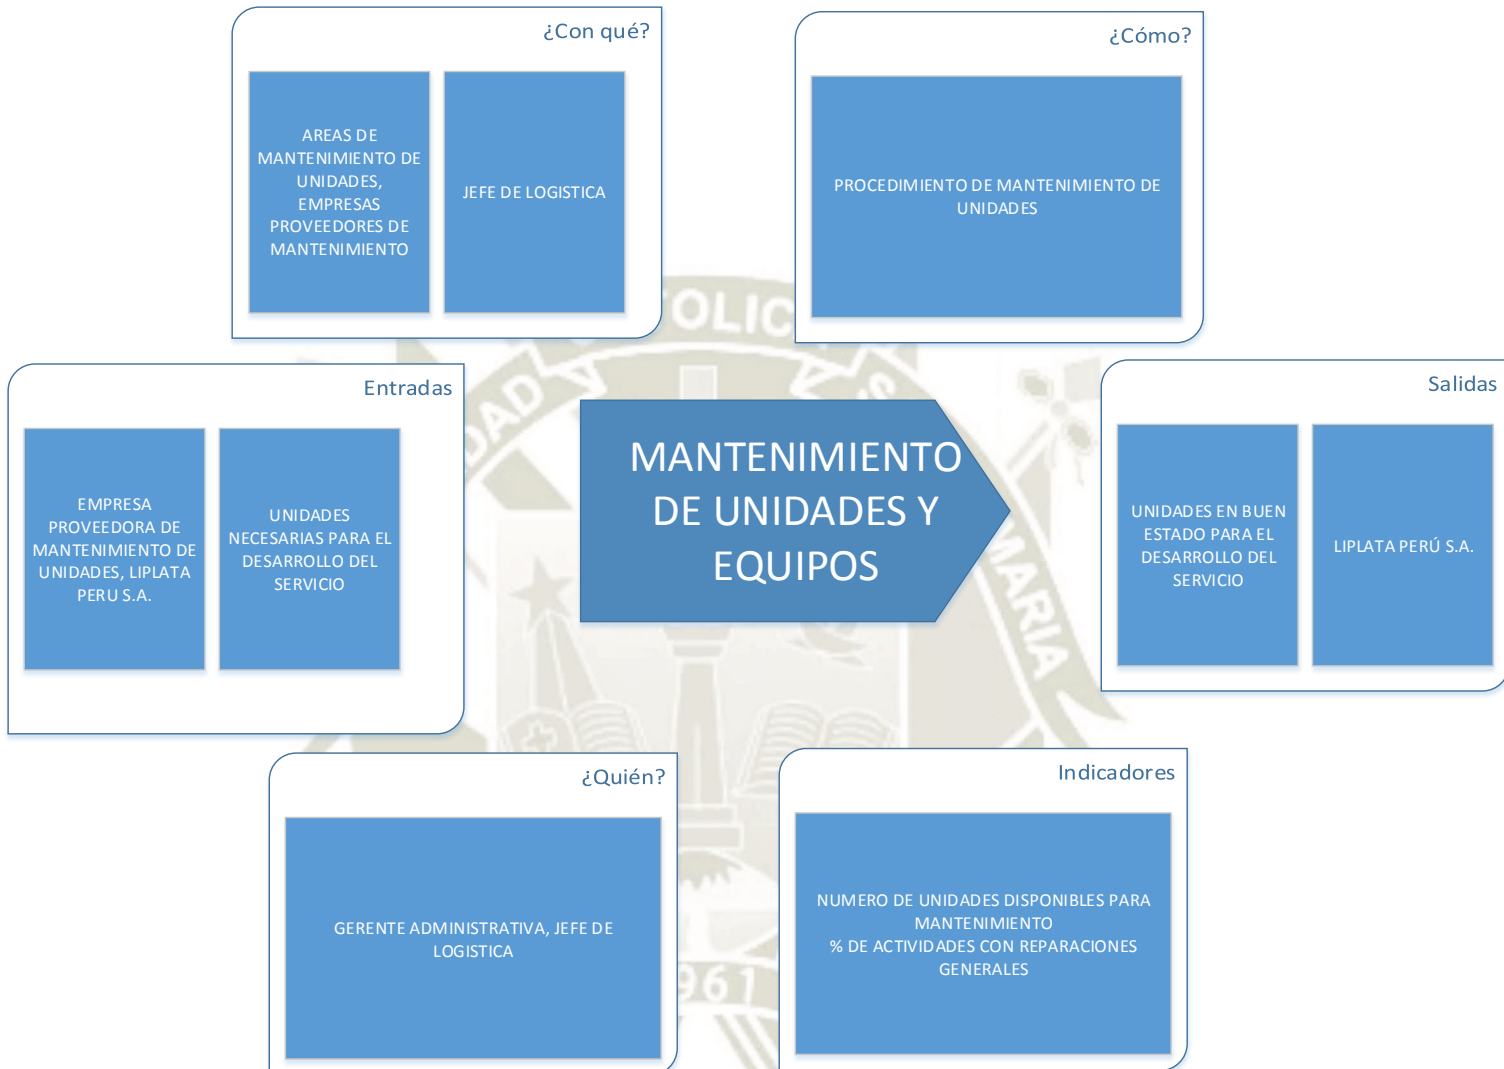 ¿Con qué?
AREAS DE
MANTENIMIENTO DE
UNIDADES,
EMPRESAS
PROVEEDORES DE
MANTENIMIENTO
JEFE DE LOGISTICA
¿Cómo?
PROCEDIMIENTO DE MANTENIMIENTO DE
UNIDADES
Entradas
EMPRESA
PROVEEDORA DE
MANTENIMIENTO DE
UNIDADES, LIPLATA
PERU S.A.
UNIDADES
NECESARIAS PARA EL
DESARROLLO DEL
SERVICIO
MANTENIMIENTO
DE UNIDADES Y
EQUIPOS
Salidas
UNIDADES EN BUEN
ESTADO PARA EL
DESARROLLO DEL
SERVICIO
LIPLATA PERÚ S.A.
¿Quién?
GERENTE ADMINISTRATIVA, JEFE DE
LOGISTICA
Indicadores
NUMERO DE UNIDADES DISPONIBLES PARA
MANTENIMIENTO
% DE ACTIVIDADES CON REPARACIONES
GENERALES
MARIA
961